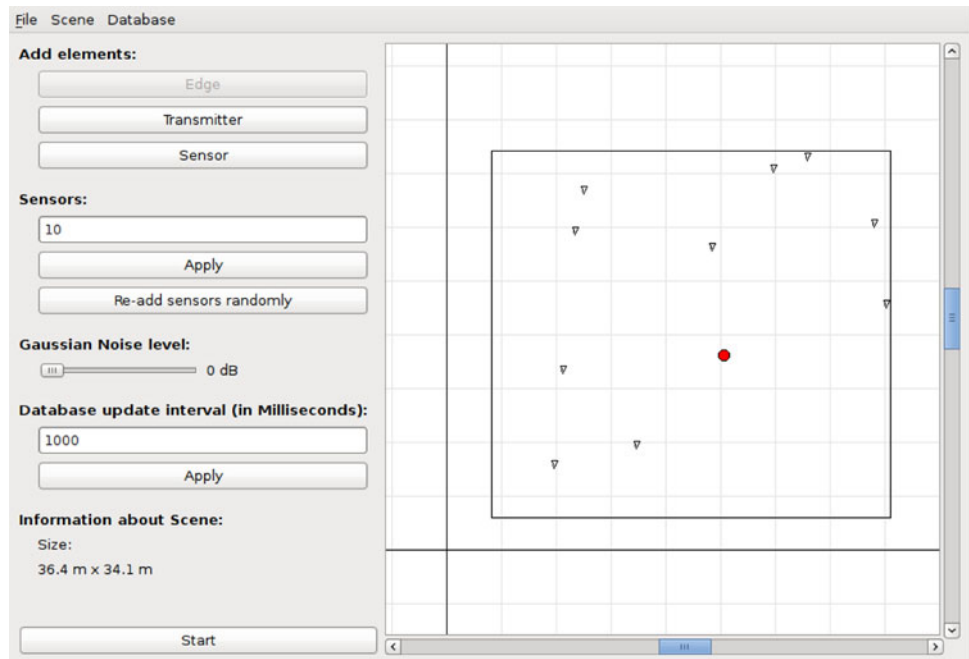 File Scene Database
Add elements:
Edge
Transmitter
Sensor
Sensors:
10
Apply
Re-add sensors randomly
Gaussian Noise level:
0 dB
Database update interval (in Milliseconds):
1000
Apply
Information about Scene:
Size:
36.4 m x 34.1 m
Start